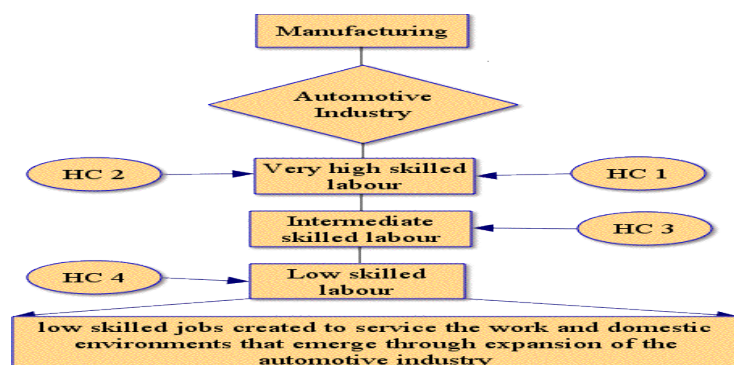 Manufacturing
Automotive
Industry
HC 2
Very high skilled
labour
HC 1
Intermediate
skilled labour
HC 3
HC 4
Low skilled
labour
low skilled jobs created to service the work and domestic
environments that emerge through expansion of the
automotive industry